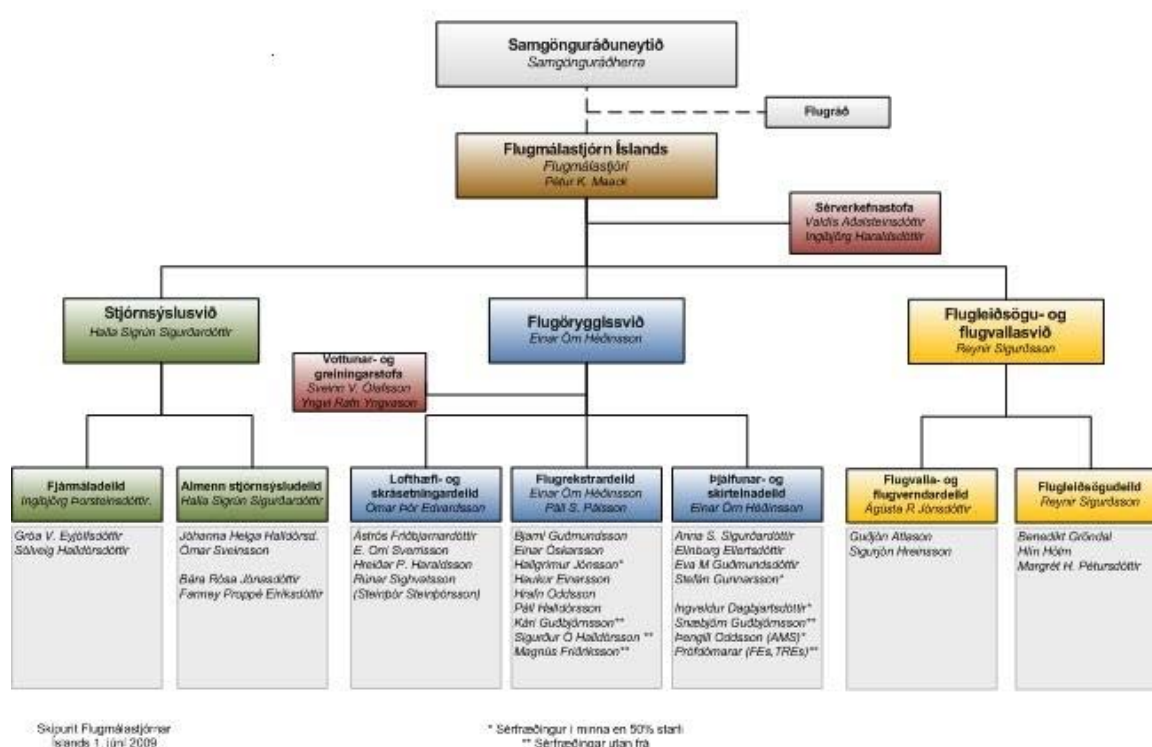 Samgönguráðuneytið
Samgönguráðherra
Flugráð
Flugmálastjórn Íslands
Flugmálastjóri
Pétur K. Maack
Sérverkefnastofa
Valdís Aðalsteinsdóttir
Ingibjörg Haraldsdóttir
Stjórnsýslusvið
Halla Sigrún Sigurðardóttir
Flugöryggissvið
Einar Örn Héðinsson
Flugleiðsögu- og
flugvallasvið
Reynir Sigurðsson
Vottunar- og
greiningarstofa
Sveinn V. Ólafsson
Yngvi Rafn Yngvason
Fjármáladeild
Ingibjörg Þorsteinsdóttir.
Almenn stjórnsýsludeild
Halla Sigrún Sigurðardóttir
Lofthæfi- og
skrásetningardeild
Ómar Þór Edvardsson
Flugrekstrardeild
Einar Örn Héðinsson
Páll S. Pálsson
Þjálfunar- og
skírteinadeild
Einar Örn Héðinsson
Flugvalla- og
flugverndardeild
Ágústa R Jónsdóttir
Flugleiðsögudeild
Reynir Sigurðsson
Gróa V. Eyjólfsdóttir
Sólveig Halldórsdóttir
Jóhanna Helga Halldórsd.
Ómar Sveinsson
Bára Rósa Jónasdóttir
Fanney Proppé Eiríksdóttir
Ástrós Friðbjarnardóttir
E. Omi Sverrisson
Hreiðar P. Haraldsson
Rúnar Sighvatsson
(Steinþór Steinþórsson)
Bjarni Guðmundsson
Einar Óskarsson
Hallgrímur Jónsson*
Haukur Einarsson
Hrafn Oddsson
Páll Halldórsson
Kári Guðbjörnsson**
Sigurður Ó Halldórsson **
Magnús Friðriksson**
Anna S. Sigurðardóttir
Elínborg Ellertsdóttir
Eva M Guðmundsdóttir
Stefán Gunnarsson*
Ingveldur Dagbjartsdóttir*
Snæbjörn Guðbjörnsson**
Þengill Oddsson (AMS)*
Prófdómarar (FEs,TREs)**
Guðjón Atlason
Sigurjón Hreinsson
Benedikt Gröndal
Hlín Hólm
Margrét H. Pétursdóttir
Skipurit Flugmálastjórnar
Íslands 1. júní 2009
* Sérfræðingur í minna en 50% starfi
** Sérfræðingar utan frá